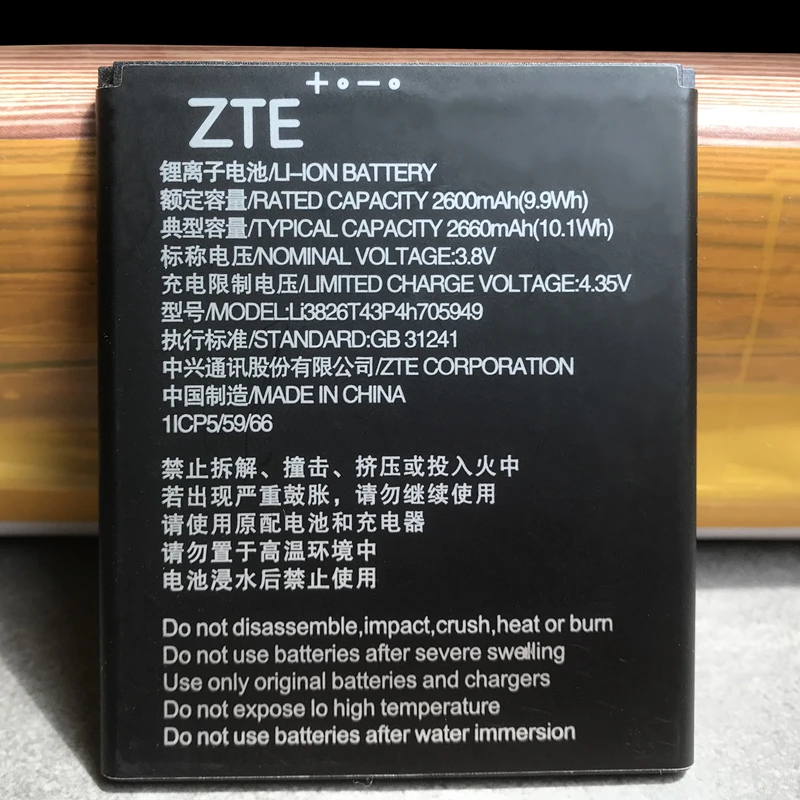 + ∘ − ∘
ZTE
锂离子电池/LI-ION BATTERY
额定容量/RATED CAPACITY 2600mAh(9.9Wh)
典型容量/TYPICAL CAPACITY 2660mAh(10.1Wh)
标称电压/NOMINAL VOLTAGE:3.8V
充电限制电压/LIMITED CHARGE VOLTAGE:4.35V
型号/MODEL:Li3826T43P4h705949
执行标准/STANDARD:GB 31241
中兴通讯股份有限公司/ZTE CORPORATION
中国制造/MADE IN CHINA
1ICP5/59/66
禁止拆解、撞击、挤压或投入火中
若出现严重鼓胀，请勿继续使用
请使用原配电池和充电器
请勿置于高温环境中
电池浸水后禁止使用
Do not disassemble,impact,crush,heat or burn
Do not use batteries after severe swalling
Use only original batteries and chargers
Do not expose lo high temperature
Do not use batteries after water immersion